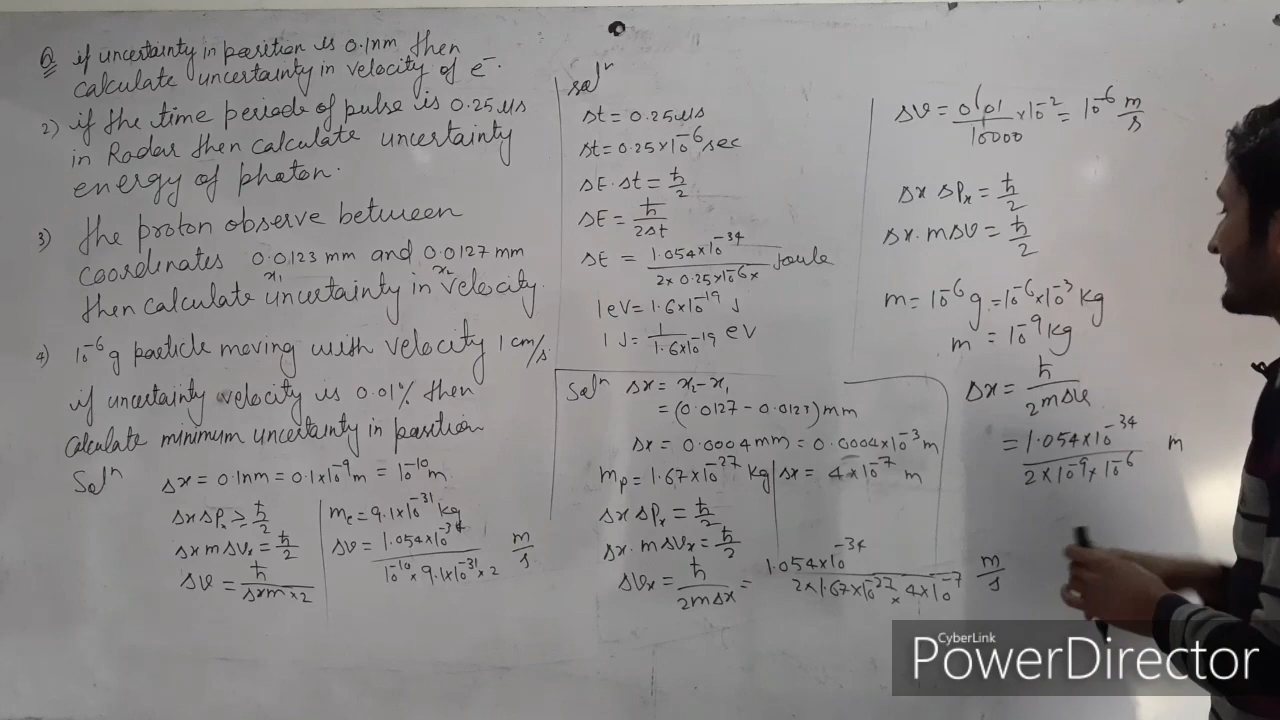 Q if uncertainty in position is 0.1nm then
calculate uncertainty in velocity of e⁻.
2) if the time periode of pulse is 0.25 μs
in Radar then calculate uncertainty
energy of photon.
3) the proton observe between
coordinates 0.0123 mm and 0.0127 mm
x₁ x₂
then calculate uncertainty in velocity.
4) 10⁻⁶ g particle moving with velocity 1 cm/s
if uncertainty velocity is 0.01% then
calculate minimum uncertainty in position
Solⁿ Δx = 0.1nm = 0.1×10⁻⁹m = 10⁻¹⁰m
Δx ΔPₓ ≥ ħ/2
Δx m ΔVₓ = ħ/2
ΔV = ħ/(Δx m × 2)
mₑ = 9.1×10⁻³¹ kg
ΔV = 1.054×10⁻³⁴/(10⁻¹⁰ × 9.1×10⁻³¹ × 2) m/s
Solⁿ
Δt = 0.25 μs
Δt = 0.25×10⁻⁶ sec
ΔE·Δt = ħ/2
ΔE = ħ/2Δt
ΔE = 1.054×10⁻³⁴/(2× 0.25×10⁻⁶ ×) Joule
1eV = 1.6×10⁻¹⁹ J
1 J = 1/1.6×10⁻¹⁹ eV
Solⁿ Δx = x₂ - x₁
= (0.0127 - 0.0123) mm
Δx = 0.0004 mm = 0.0004×10⁻³ m
mₚ = 1.67×10⁻²⁷ kg | Δx = 4×10⁻⁷ m
Δx ΔPₓ = ħ/2
Δx. m ΔVₓ = ħ/2
ΔVₓ = ħ/2mΔx = 1.054×10⁻³⁴/(2×1.67×10⁻²⁷ × 4×10⁻⁷) m/s
ΔV = 0.01/10000 ×10⁻² = 10⁻⁶ m/s
Δx ΔPₓ = ħ/2
Δx. mΔV = ħ/2
m = 10⁻⁶ g = 10⁻⁶×10⁻³ Kg
m = 10⁻⁹ Kg
Δx = ħ/2mΔV
= 1.054×10⁻³⁴/(2×10⁻⁹×10⁻⁶) m
CyberLink
PowerDirector